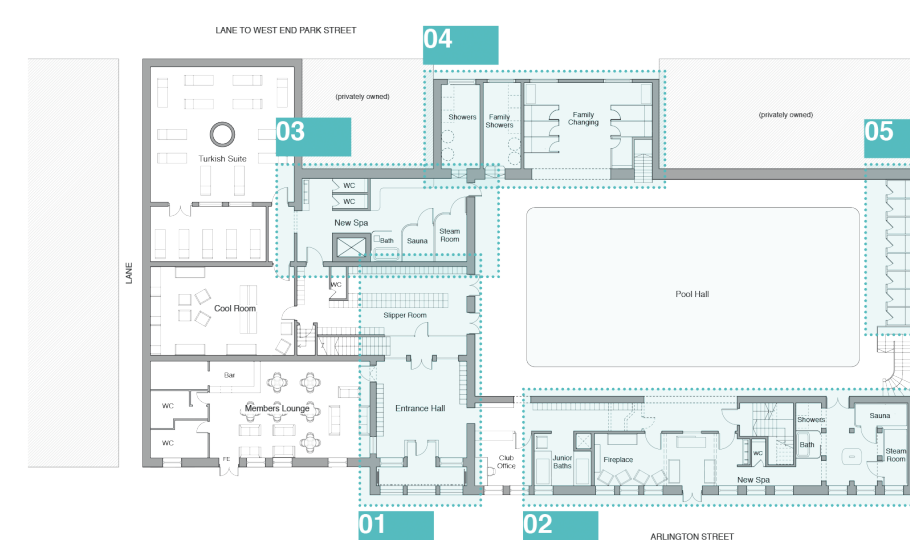 LANE TO WEST END PARK STREET
04
(privately owned)
Showers
Family
Showers
Family
Changing
(privately owned)
03
05
Turkish Suite
WC
WC
New Spa
Bath
Sauna
Steam
Room
LANE
WC
Cool Room
Slipper Room
Pool Hall
Bar
Members Lounge
Entrance Hall
WC
WC
FE
Club
Office
Junior
Baths
Fireplace
WC
New Spa
Showers
Bath
Sauna
Steam
Room
01
02
ARLINGTON STREET